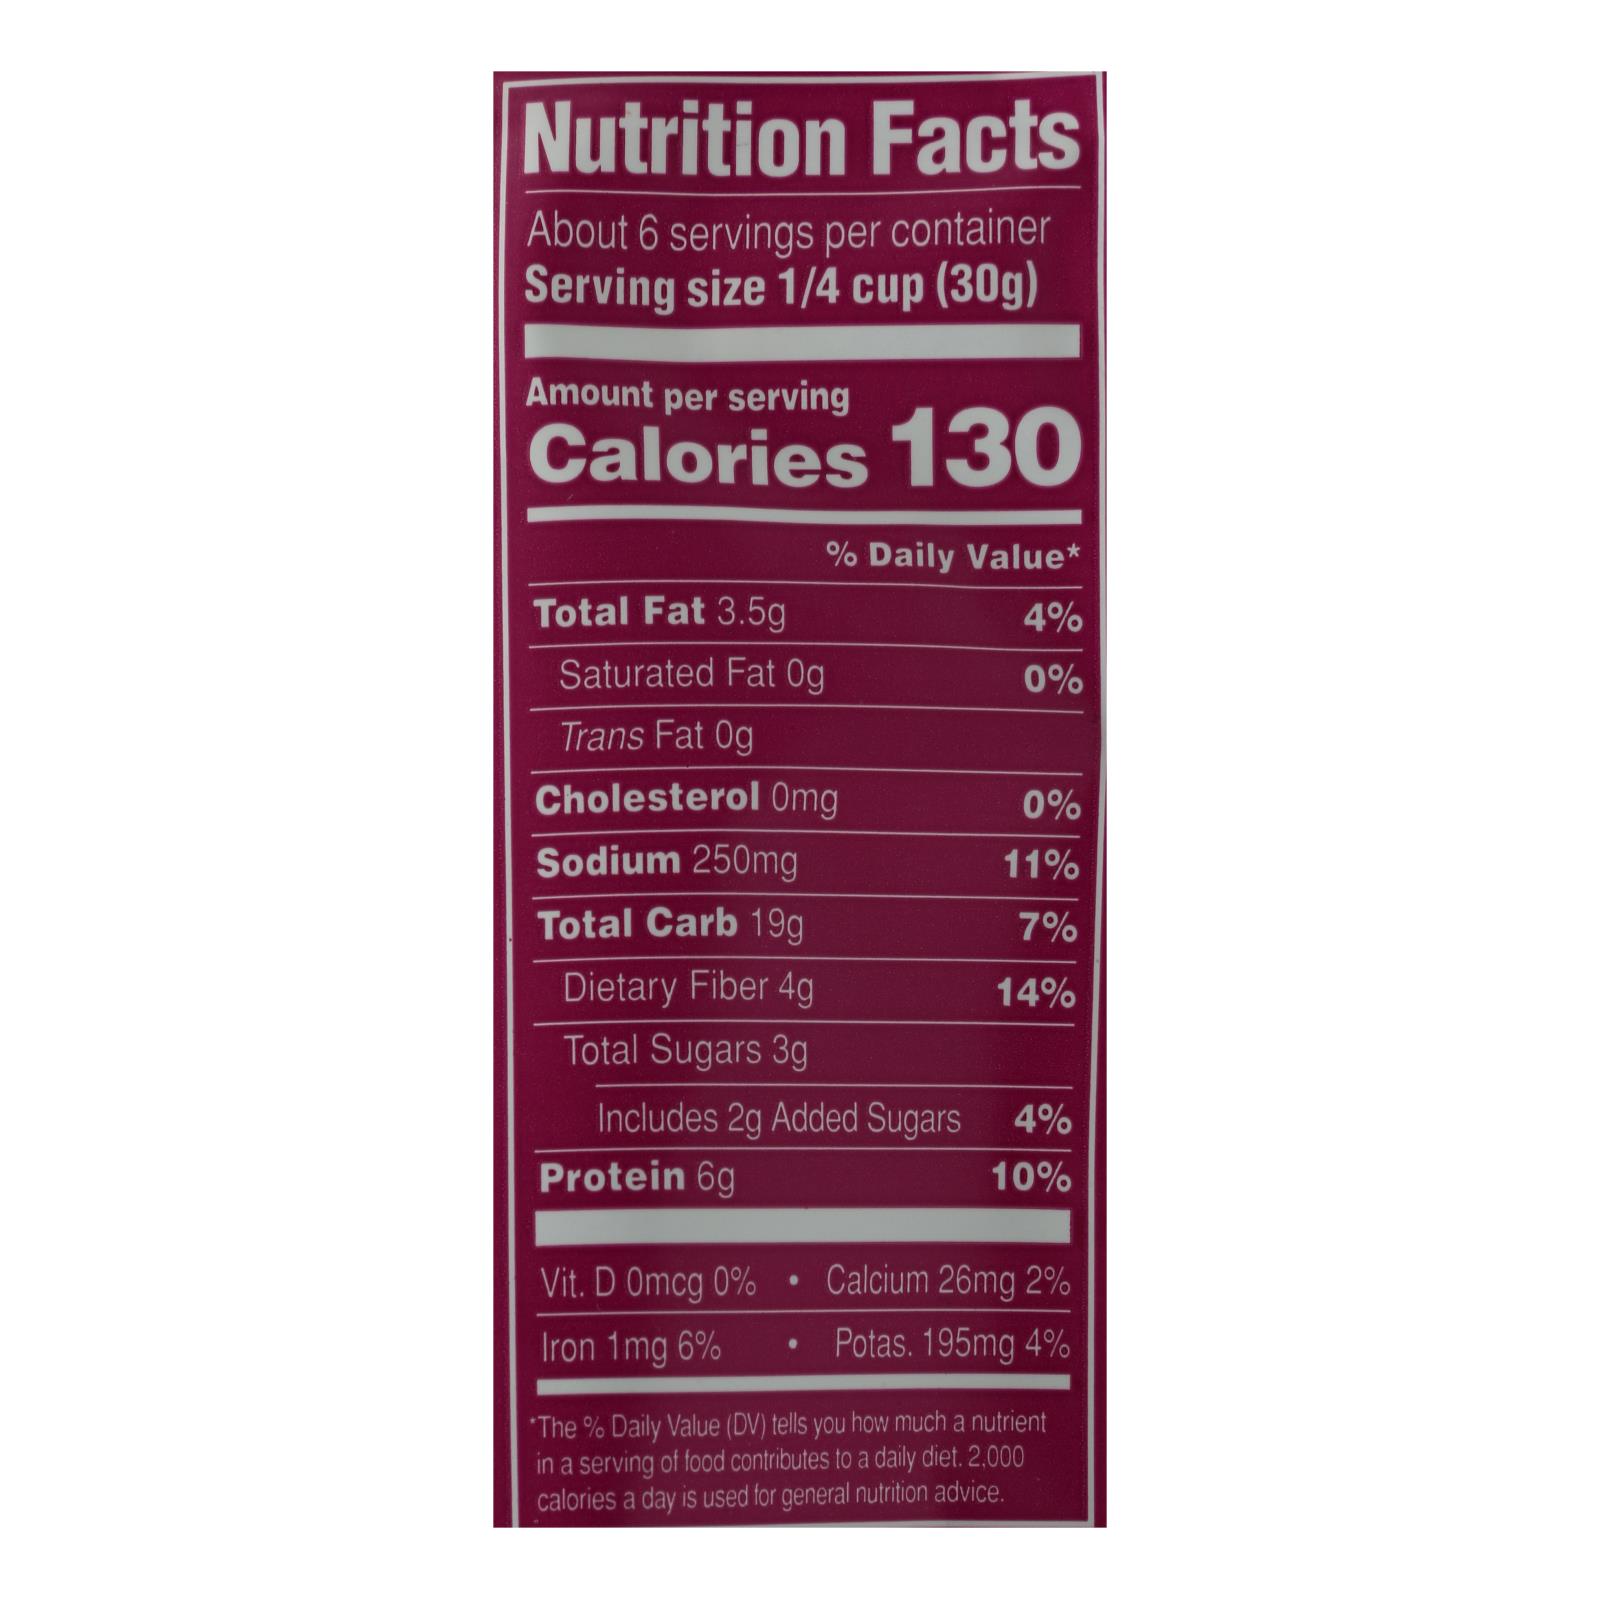 Nutrition Facts
About 6 servings per container
Serving size 1/4 cup (30g)
Amount per serving
Calories 130
% Daily Value*
Total Fat 3.5g 4%
Saturated Fat 0g 0%
Trans Fat 0g
Cholesterol 0mg 0%
Sodium 250mg 11%
Total Carb 19g 7%
Dietary Fiber 4g 14%
Total Sugars 3g
Includes 2g Added Sugars 4%
Protein 6g 10%
Vit. D 0mcg 0% • Calcium 26mg 2%
Iron 1mg 6% • Potas. 195mg 4%
*The % Daily Value (DV) tells you how much a nutrient
in a serving of food contributes to a daily diet. 2,000
calories a day is used for general nutrition advice.